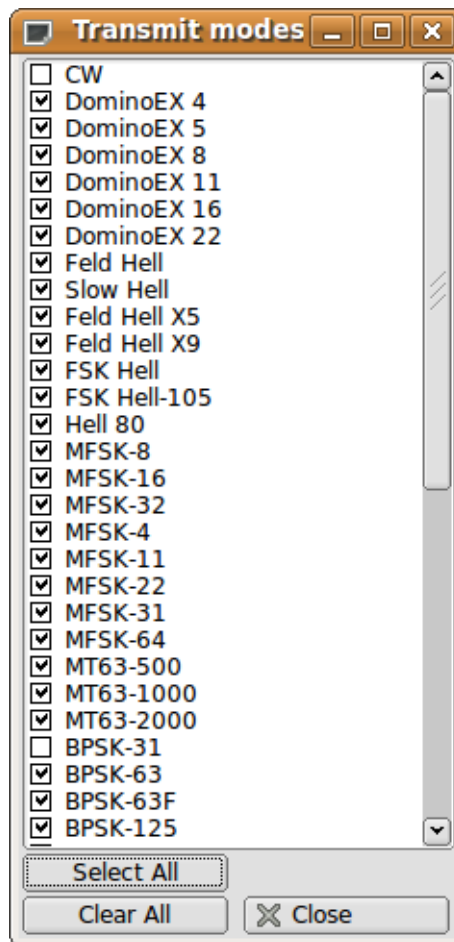 Transmit modes
CW
DominoEX 4
DominoEX 5
DominoEX 8
DominoEX 11
DominoEX 16
DominoEX 22
Feld Hell
Slow Hell
Feld Hell X5
Feld Hell X9
FSK Hell
FSK Hell-105
Hell 80
MFSK-8
MFSK-16
MFSK-32
MFSK-4
MFSK-11
MFSK-22
MFSK-31
MFSK-64
MT63-500
MT63-1000
MT63-2000
BPSK-31
BPSK-63
BPSK-63F
BPSK-125
Select All
Clear All Close